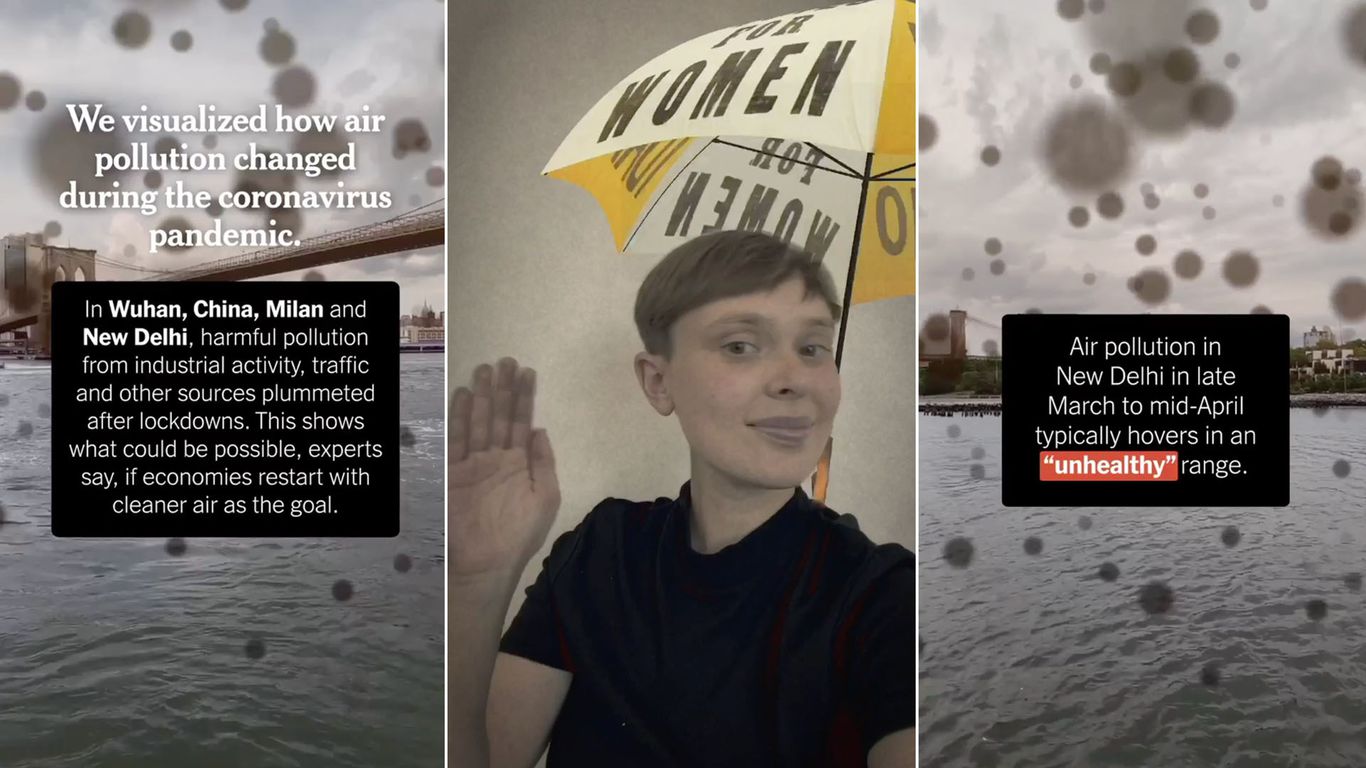 We visualized how air
pollution changed
during the coronavirus
pandemic.
In Wuhan, China, Milan and
New Delhi, harmful pollution
from industrial activity, traffic
and other sources plummeted
after lockdowns. This shows
what could be possible, experts
say, if economies restart with
cleaner air as the goal.
FOR
WOMEN
FOR
WOMEN
WOMEN
Air pollution in
New Delhi in late
March to mid-April
typically hovers in an
“unhealthy” range.